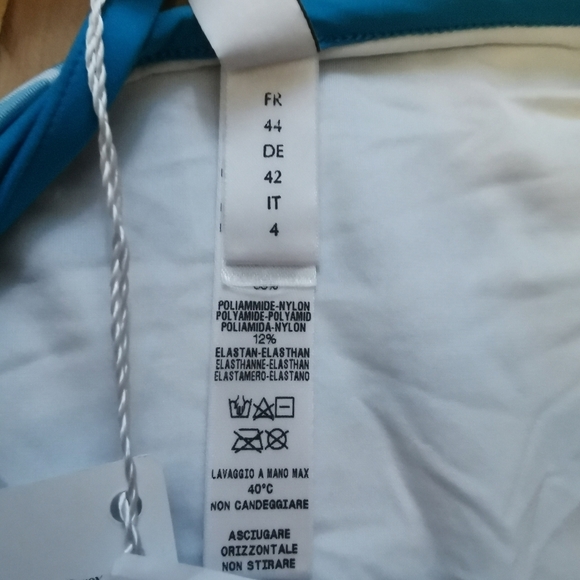 FR
44
DE
42
IT
4
POLIAMMIDE-NYLON
POLYAMIDE-POLYAMID
POLIAMIDA-NYLON
12%
ELASTAN-ELASTHAN
ELASTHANNE-ELASTHAN
ELASTAMERO-ELASTANO
LAVAGGIO A MANO MAX
40°C
NON CANDEGGIARE
ASCIUGARE
ORIZZONTALE
NON STIRARE